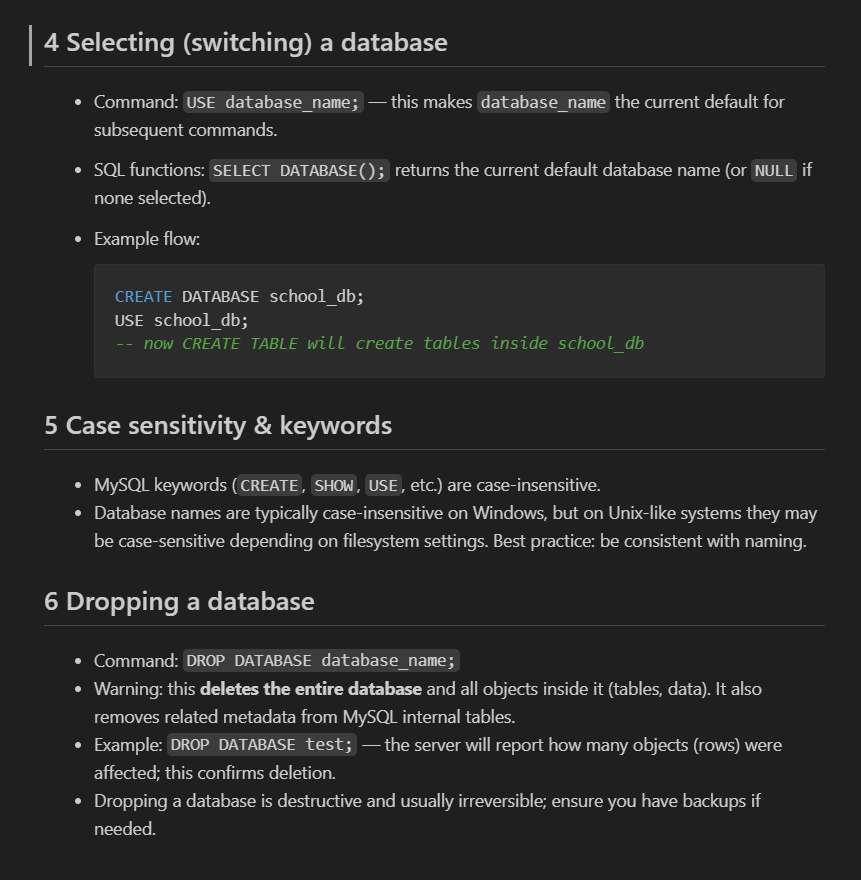 4 Selecting (switching) a database
• Command: USE database_name; — this makes database_name the current default for
subsequent commands.
• SQL functions: SELECT DATABASE(); returns the current default database name (or NULL if
none selected).
• Example flow:
CREATE DATABASE school_db;
USE school_db;
-- now CREATE TABLE will create tables inside school_db
5 Case sensitivity & keywords
• MySQL keywords (CREATE, SHOW, USE, etc.) are case-insensitive.
• Database names are typically case-insensitive on Windows, but on Unix-like systems they may
be case-sensitive depending on filesystem settings. Best practice: be consistent with naming.
6 Dropping a database
• Command: DROP DATABASE database_name;
• Warning: this deletes the entire database and all objects inside it (tables, data). It also
removes related metadata from MySQL internal tables.
• Example: DROP DATABASE test; — the server will report how many objects (rows) were
affected; this confirms deletion.
• Dropping a database is destructive and usually irreversible; ensure you have backups if
needed.